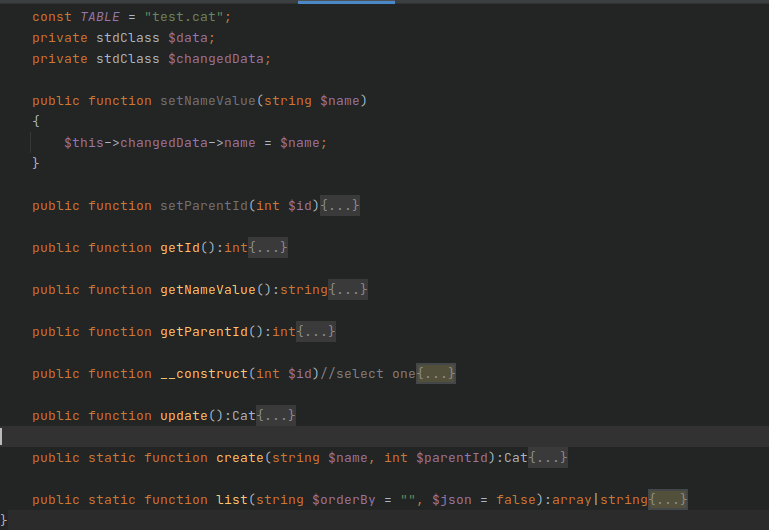 const TABLE = "test.cat";
private stdClass $data;
private stdClass $changedData;
public function setNameValue(string $name)
{
$this->changedData->name = $name;
}
public function setParentId(int $id){...}
public function getId():int{...}
public function getNameValue():string{...}
public function getParentId():int{...}
public function __construct(int $id)//select one{...}
public function update():Cat{...}
public static function create(string $name, int $parentId):Cat{...}
public static function list(string $orderBy = "", $json = false):array|string{...}
}